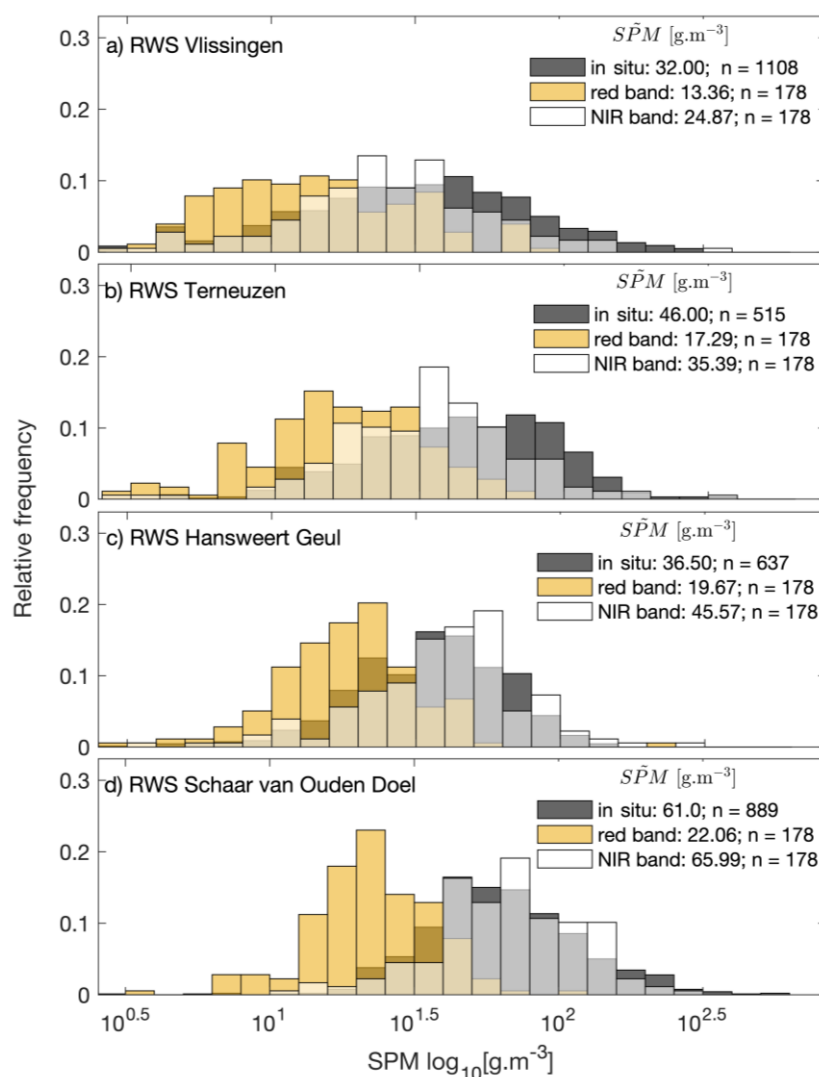 Relative frequency
a) RWS Vlissingen
SP̃M [g.m⁻³]
in situ: 32.00; n = 1108
red band: 13.36; n = 178
NIR band: 24.87; n = 178
0.3
0.2
0.1
0
b) RWS Terneuzen
SP̃M [g.m⁻³]
in situ: 46.00; n = 515
red band: 17.29; n = 178
NIR band: 35.39; n = 178
0.3
0.2
0.1
0
c) RWS Hansweert Geul
SP̃M [g.m⁻³]
in situ: 36.50; n = 637
red band: 19.67; n = 178
NIR band: 45.57; n = 178
0.3
0.2
0.1
0
d) RWS Schaar van Ouden Doel
SP̃M [g.m⁻³]
in situ: 61.0; n = 889
red band: 22.06; n = 178
NIR band: 65.99; n = 178
0.3
0.2
0.1
0
10^0.5 10^1 10^1.5 10^2 10^2.5
SPM log₁₀[g.m⁻³]